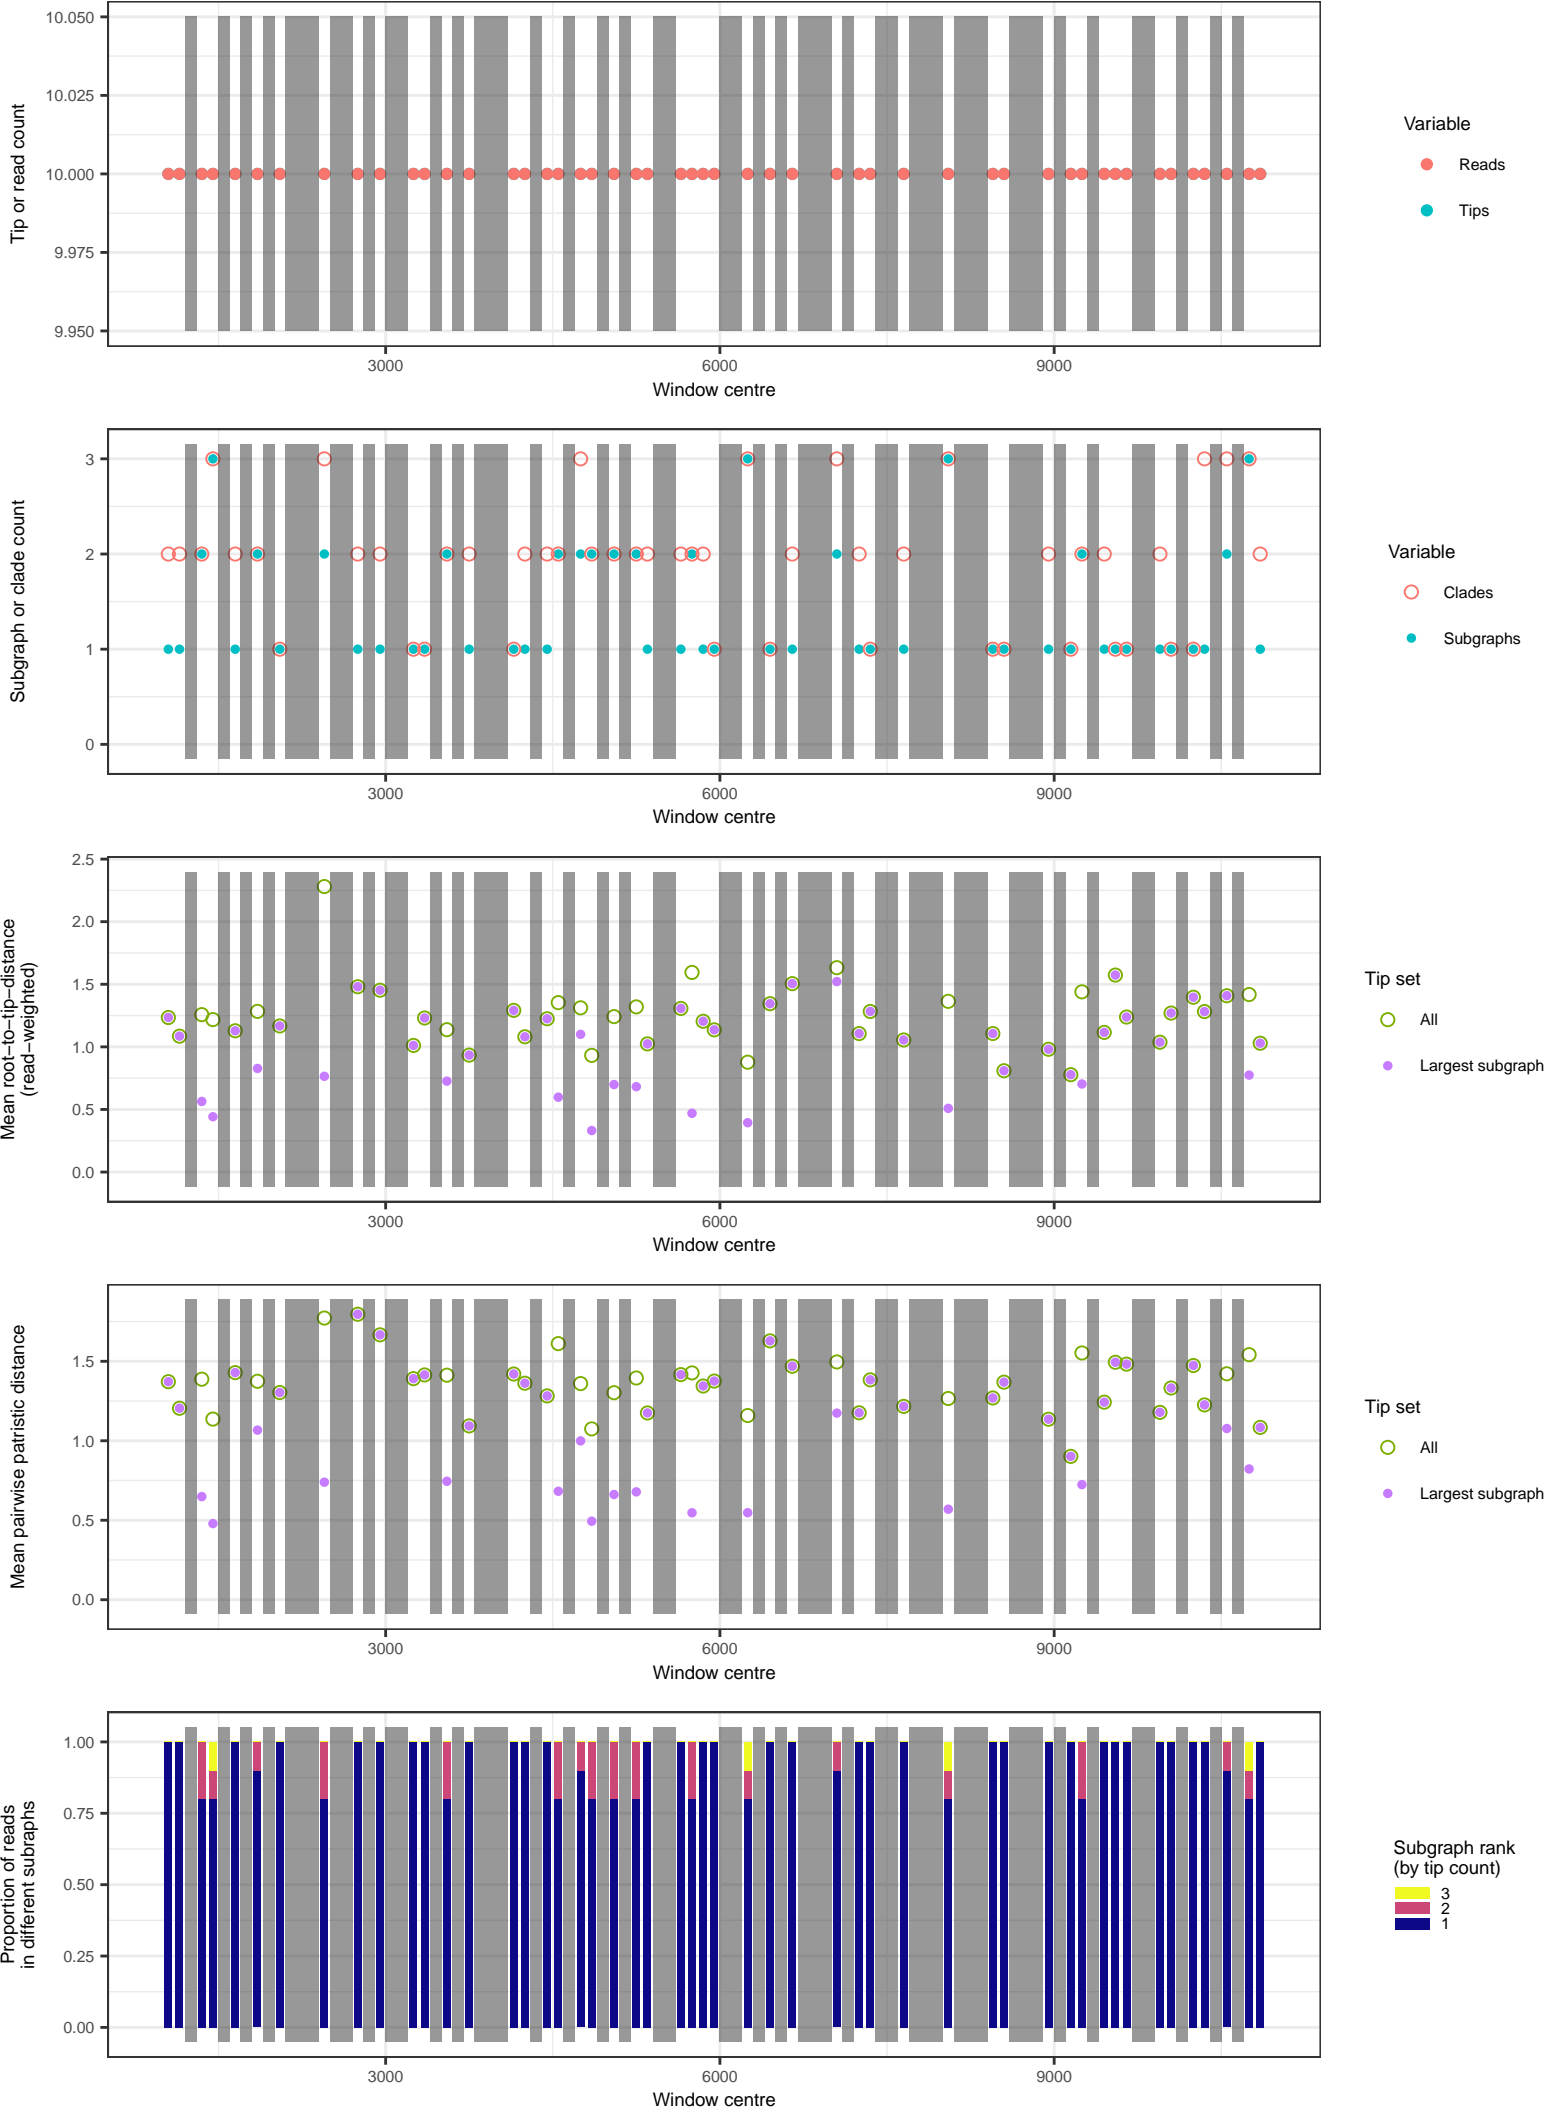 10.050
10.025
10.000
9.975
9.950
Tip or read count
3000
6000
9000
Window centre
Variable
Reads
Tips
3
2
1
0
Subgraph or clade count
3000
6000
9000
Window centre
Variable
Clades
Subgraphs
2.5
2.0
1.5
1.0
0.5
0.0
Mean root−to−tip−distance
(read−weighted)
3000
6000
9000
Window centre
Tip set
All
Largest subgraph
1.5
1.0
0.5
0.0
Mean pairwise patristic distance
3000
6000
9000
Window centre
Tip set
All
Largest subgraph
1.00
0.75
0.50
0.25
0.00
Proportion of reads
in different subraphs
3000
6000
9000
Window centre
Subgraph rank
(by tip count)
3
2
1